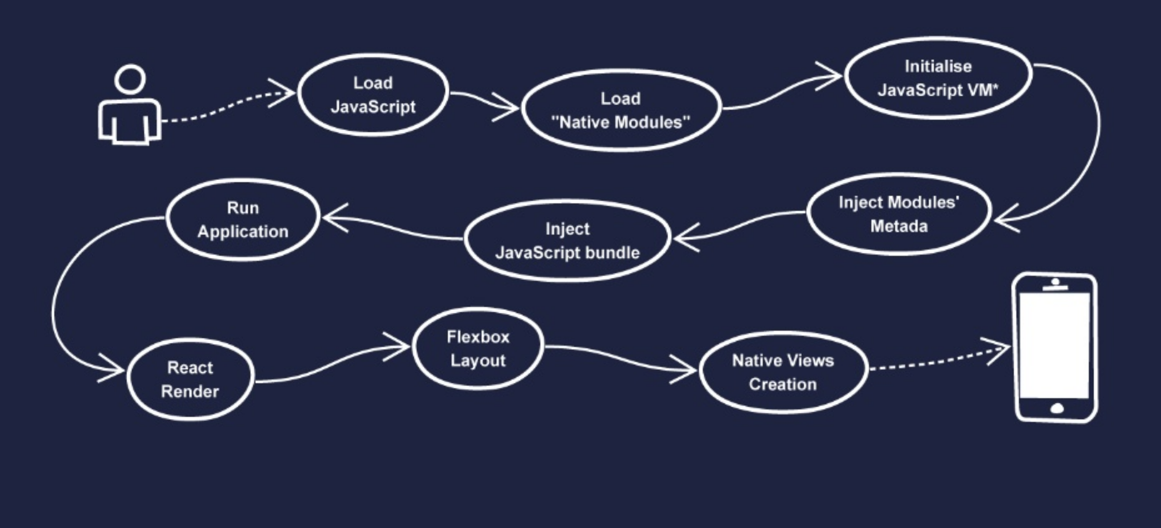 Load
JavaScript
Load
"Native Modules"
Initialise
JavaScript VM*
Inject Modules'
Metada
Inject
JavaScript bundle
Run
Application
React
Render
Flexbox
Layout
Native Views
Creation